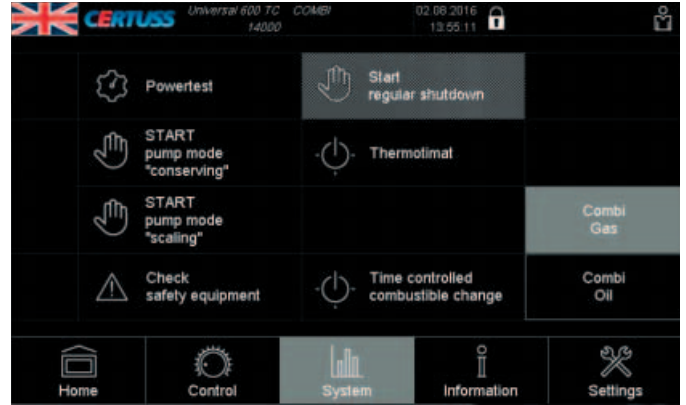 CERTUSS
Universal 600 TC COMBI
14000
02.08.2016
13:55:11
Powertest
Start
regular shutdown
START
pump mode
"conserving"
Thermotimat
START
pump mode
"scaling"
Combi
Gas
Check
safety equipment
Time controlled
combustible change
Combi
Oil
Home
Control
System
Information
Settings